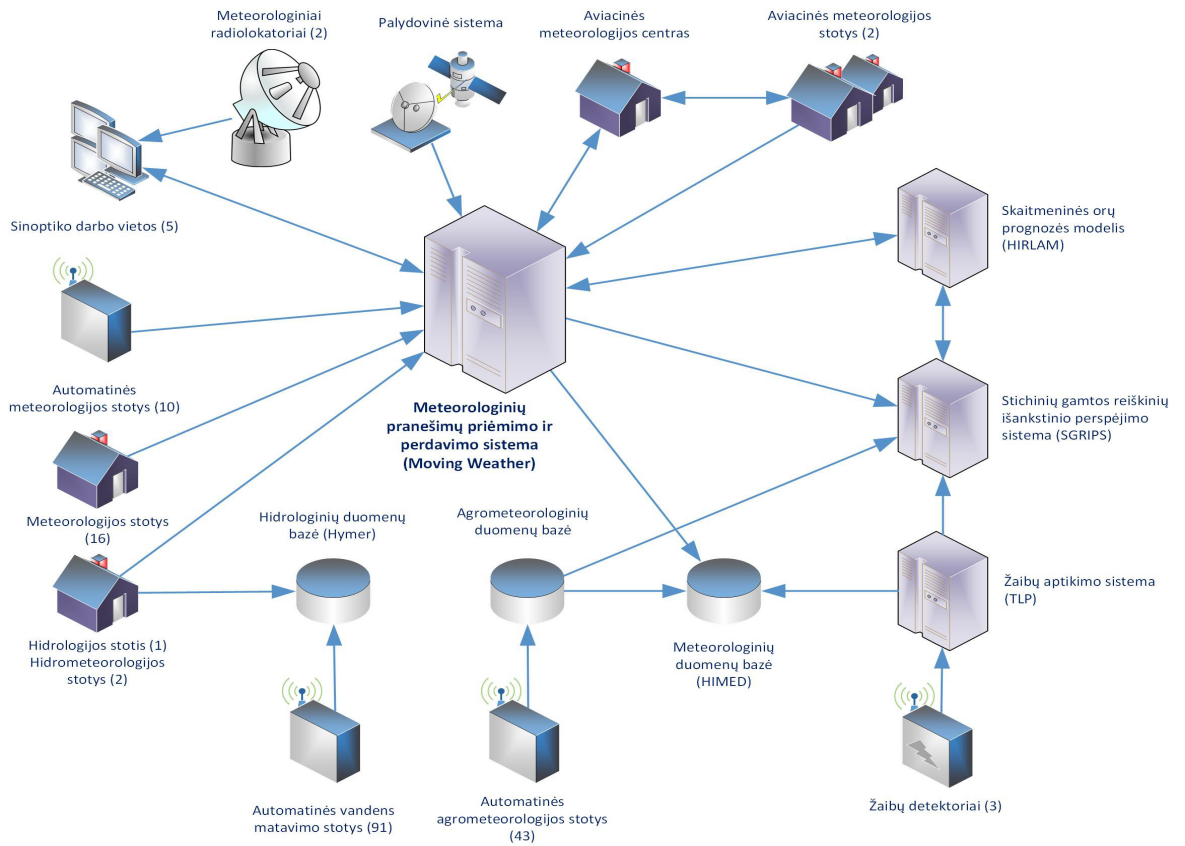 Meteorologiniai
radiolokatoriai (2)
Palydovinė sistema
Aviacinės
meteorologijos centras
Aviacinės meteorologijos
stotys (2)
Sinoptiko darbo vietos (5)
Skaitmeninės orų
prognozės modelis
(HIRLAM)
Automatinės
meteorologijos stotys (10)
Meteorologinių
pranešimų priėmimo ir
perdavimo sistema
(Moving Weather)
Stichinių gamtos reiškinių
išankstinio perspėjimo
sistema (SGRIPS)
Meteorologijos stotys
(16)
Hidrologinių duomenų
bazė (Hymer)
Agrometeorologinių
duomenų bazė
Žaibų aptikimo sistema
(TLP)
Hidrologijos stotis (1)
Hidrometeorologijos
stotys (2)
Meteorologinių
duomenų bazė
(HIMED)
Automatinės vandens
matavimo stotys (91)
Automatinės
agrometeorologijos stotys
(43)
Žaibų detektoriai (3)